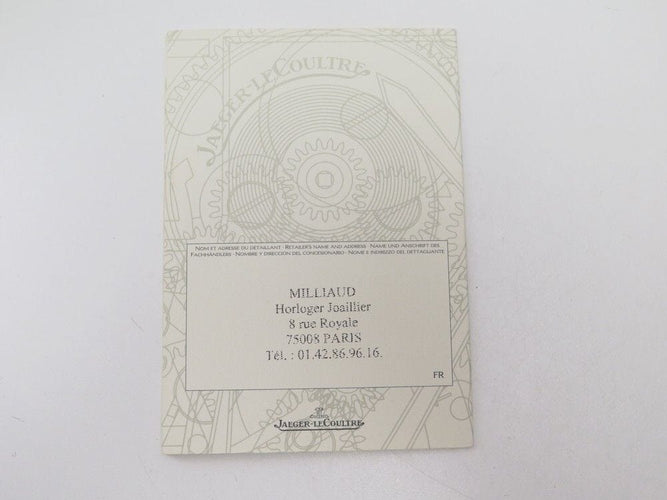 JAEGER-LECOULTRE
NOM ET ADRESSE DU DÉTAILLANT · RETAILER'S NAME AND ADDRESS · NAME UND ANSCHRIFT DES
FACHHÄNDLERS · NOMBRE Y DIRECCIÓN DEL CONCESIONARIO · NOME E INDIRIZZO DEL DETTAGLIANTE
MILLIAUD
Horloger Joaillier
8 rue Royale
75008 PARIS
Tél. : 01.42.86.96.16.
FR
JAEGER-LECOULTRE